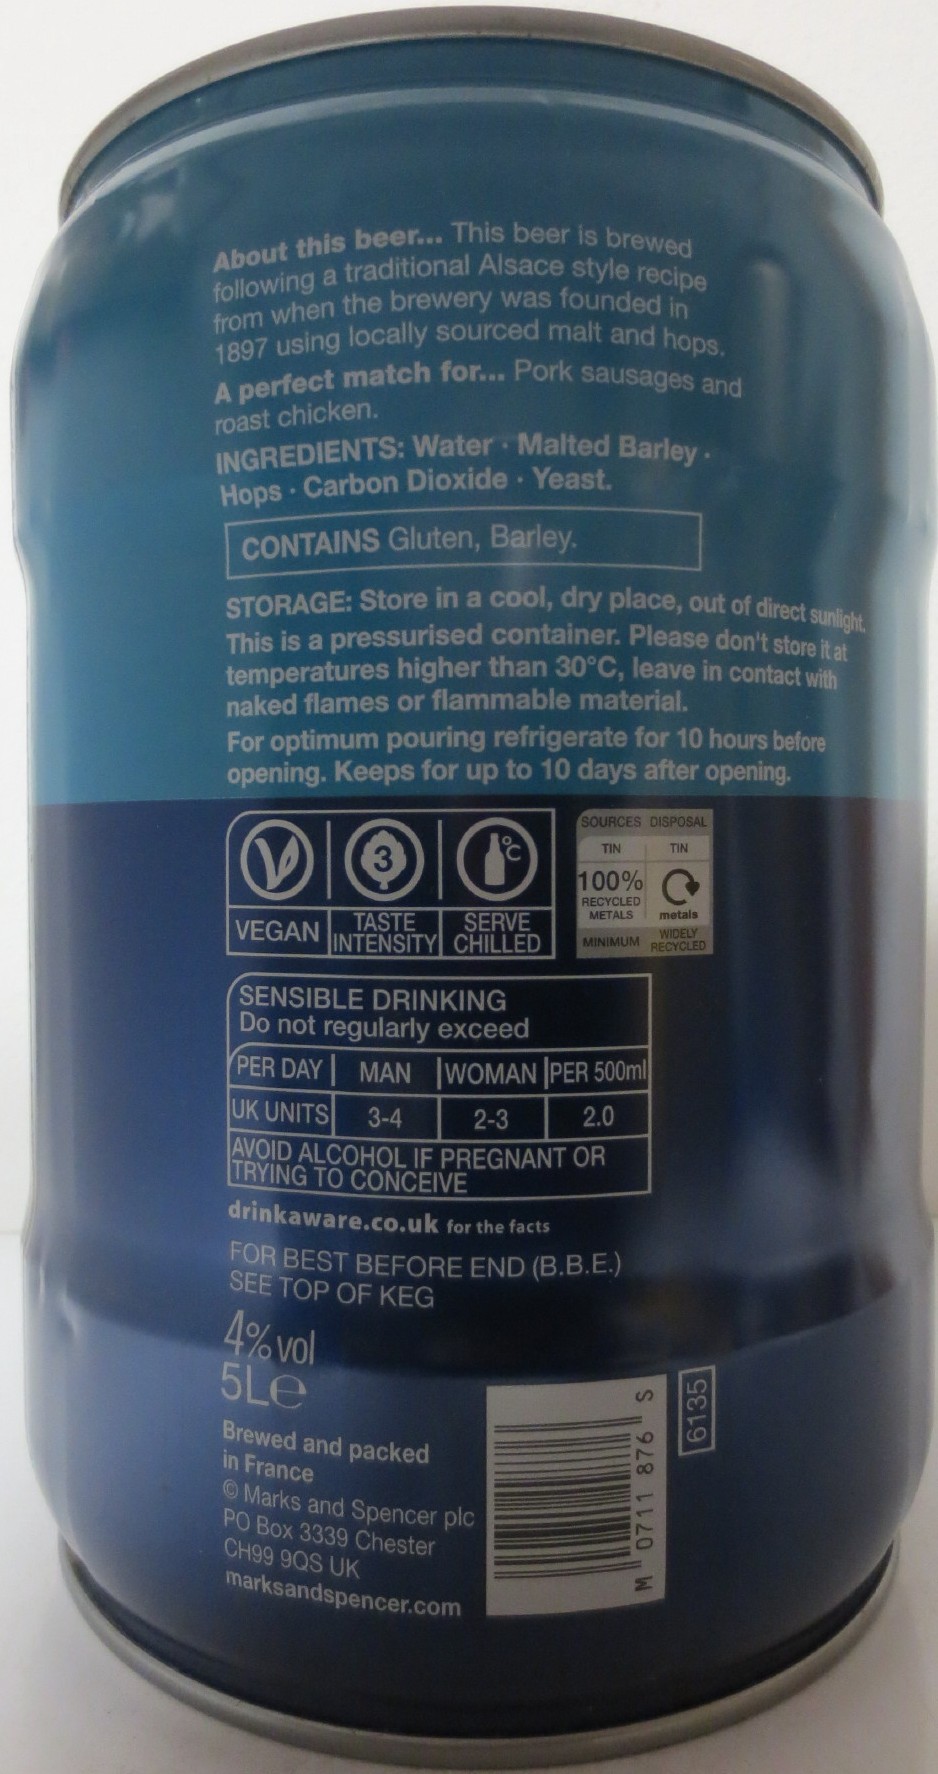 About this beer... This beer is brewed
following a traditional Alsace style recipe
from when the brewery was founded in
1897 using locally sourced malt and hops.
A perfect match for... Pork sausages and
roast chicken.
INGREDIENTS: Water · Malted Barley ·
Hops · Carbon Dioxide · Yeast.
CONTAINS Gluten, Barley.
STORAGE: Store in a cool, dry place, out of direct sunlight.
This is a pressurised container. Please don't store it at
temperatures higher than 30°C, leave in contact with
naked flames or flammable material.
For optimum pouring refrigerate for 10 hours before
opening. Keeps for up to 10 days after opening.
3
°C
VEGAN
TASTE
INTENSITY
SERVE
CHILLED
SOURCES DISPOSAL
TIN TIN
100%
RECYCLED
METALS
metals
MINIMUM
WIDELY
RECYCLED
SENSIBLE DRINKING
Do not regularly exceed
PER DAY MAN WOMAN PER 500ml
UK UNITS 3-4 2-3 2.0
AVOID ALCOHOL IF PREGNANT OR
TRYING TO CONCEIVE
drinkaware.co.uk for the facts
FOR BEST BEFORE END (B.B.E.)
SEE TOP OF KEG
4% vol
5L e
Brewed and packed
in France
© Marks and Spencer plc
PO Box 3339 Chester
CH99 9QS UK
marksandspencer.com
M 0711 876 S
6135